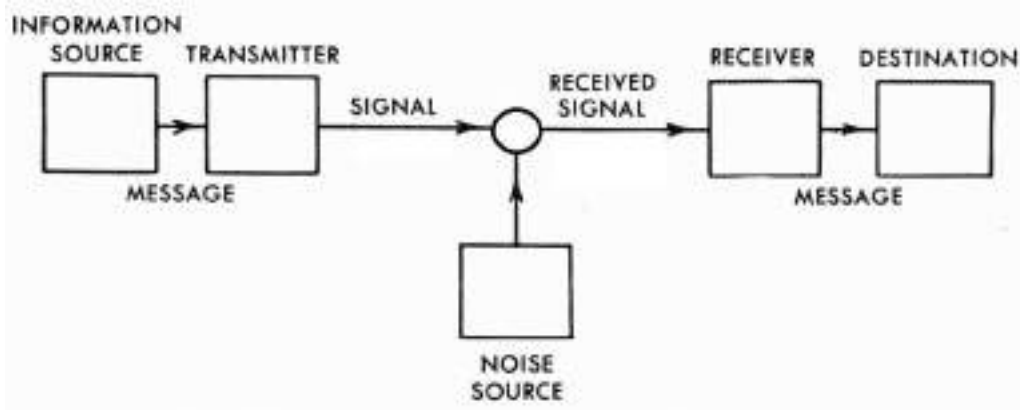 INFORMATION
SOURCE
TRANSMITTER
SIGNAL
RECEIVED
SIGNAL
RECEIVER
DESTINATION
MESSAGE
MESSAGE
NOISE
SOURCE